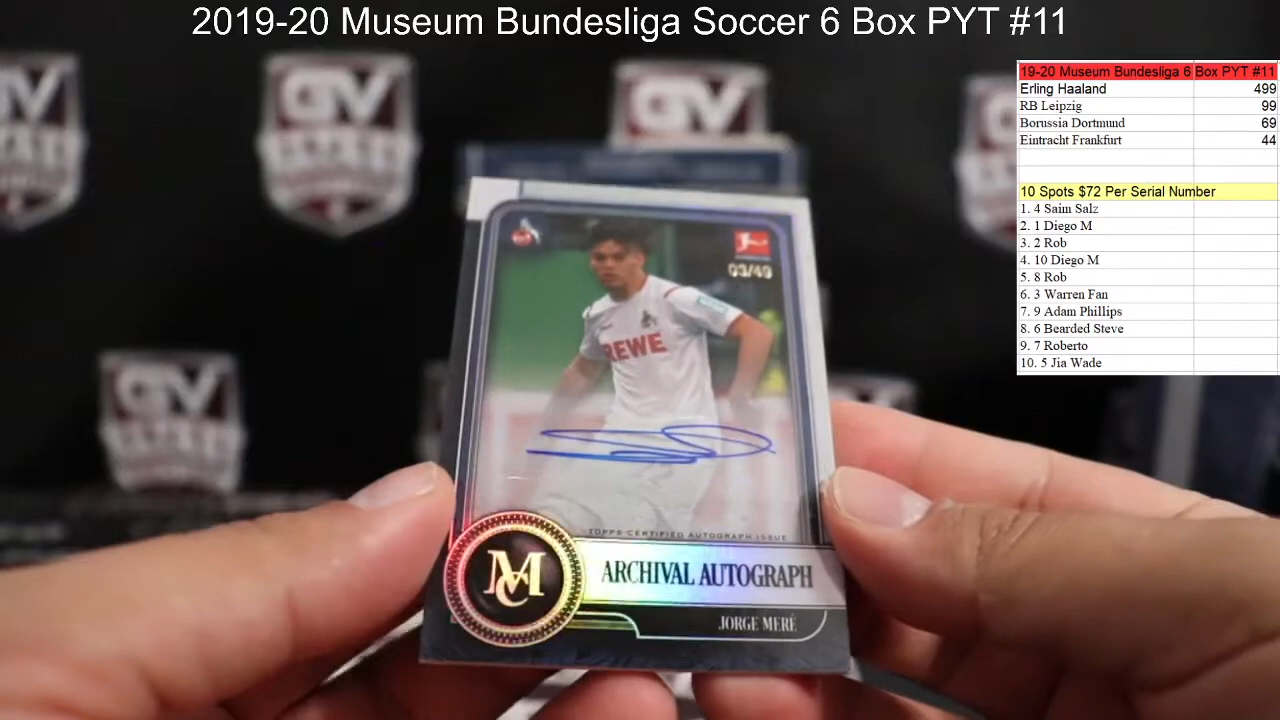 2019-20 Museum Bundesliga Soccer 6 Box PYT #11
19-20 Museum Bundesliga 6 Box PYT #11
Erling Haaland 499
RB Leipzig 99
Borussia Dortmund 69
Eintracht Frankfurt 44
10 Spots $72 Per Serial Number
1. 4 Saim Salz
2. 1 Diego M
3. 2 Rob
4. 10 Diego M
5. 8 Rob
6. 3 Warren Fan
7. 9 Adam Phillips
8. 6 Bearded Steve
9. 7 Roberto
10. 5 Jia Wade
GV
GV
GV
GV
03/49
REWE
TOPPS CERTIFIED AUTOGRAPH ISSUE
MC
ARCHIVAL AUTOGRAPH
JORGE MERÉ